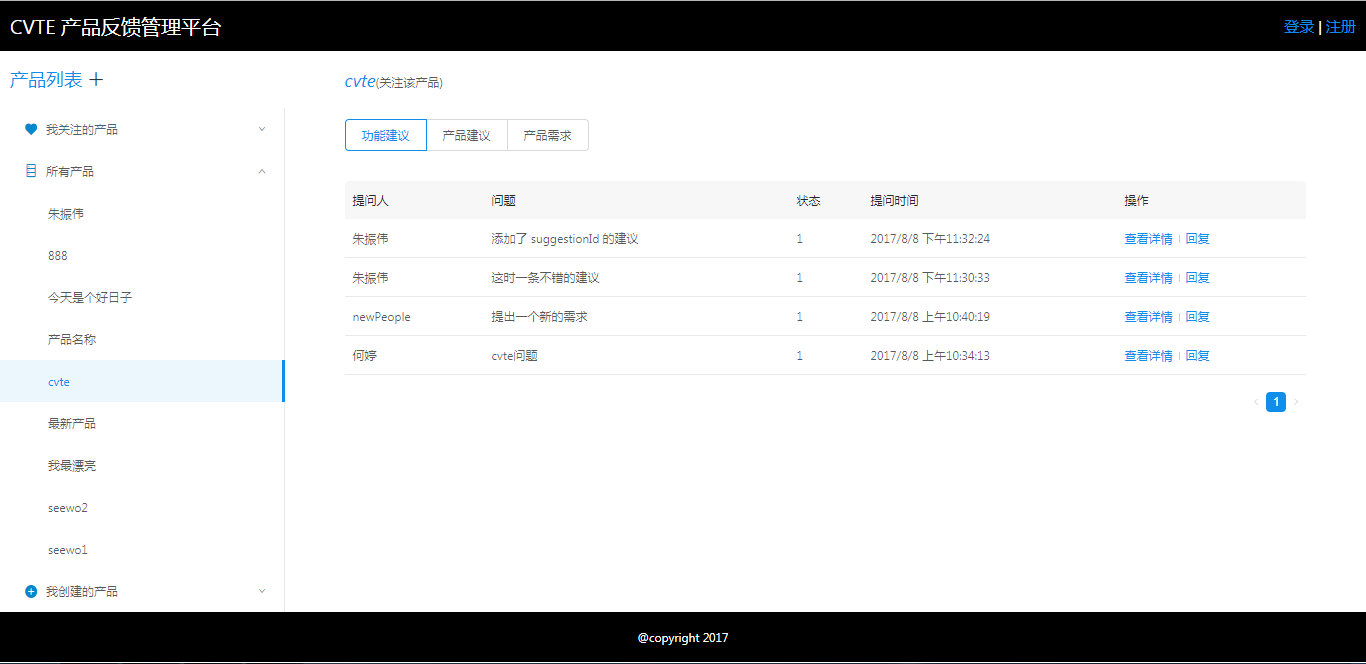 CVTE 产品反馈管理平台
登录 | 注册
产品列表 +
我关注的产品
所有产品
朱振伟
888
今天是个好日子
产品名称
cvte
最新产品
我最漂亮
seewo2
seewo1
我创建的产品
cvte(关注该产品)
功能建议 产品建议 产品需求
提问人 问题 状态 提问时间 操作
朱振伟 添加了 suggestionId 的建议 1 2017/8/8 下午11:32:24 查看详情 | 回复
朱振伟 这时一条不错的建议 1 2017/8/8 下午11:30:33 查看详情 | 回复
newPeople 提出一个新的需求 1 2017/8/8 上午10:40:19 查看详情 | 回复
何婷 cvte问题 1 2017/8/8 上午10:34:13 查看详情 | 回复
< 1 >
@copyright 2017